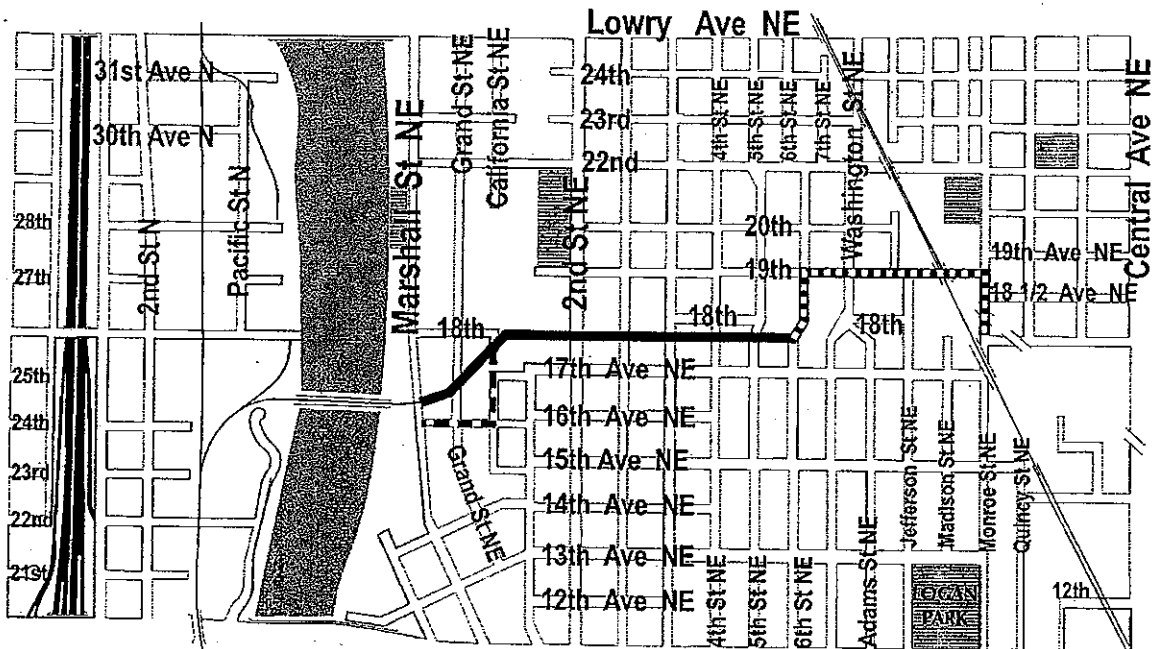 Lowry Ave NE
31st Ave N
30th Ave N
28th
27th
25th
24th
23rd
22nd
21st
2nd St N
Pacific St N
Marshall St NE
Grand St NE
California St NE
2nd St NE
24th
23rd
22nd
4th St NE
5th St NE
6th St NE
7th St NE
Washington St NE
Central Ave NE
20th
19th
19th Ave NE
18 1/2 Ave NE
18th
18th
18th
17th Ave NE
16th Ave NE
15th Ave NE
14th Ave NE
13th Ave NE
12th Ave NE
Grand St NE
4th St NE
5th St NE
6th St NE
Adams St NE
Jefferson St NE
Madison St NE
Monroe St NE
Quincy St NE
LOGAN
PARK
12th